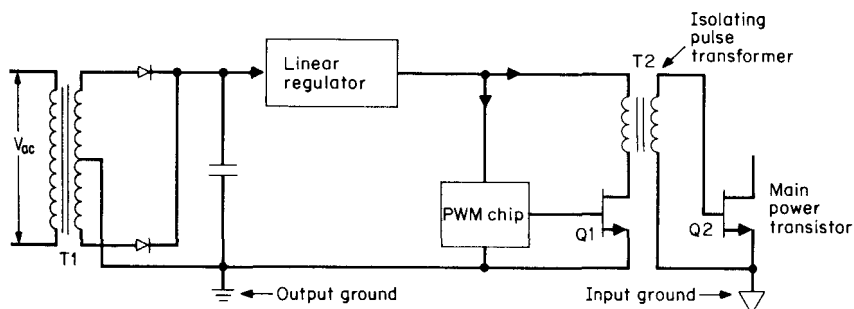 Isolating
pulse
transformer
T2
Linear
regulator
Vac
PWM chip
Q1
Q2
Main
power
transistor
T1
Output ground
Input ground